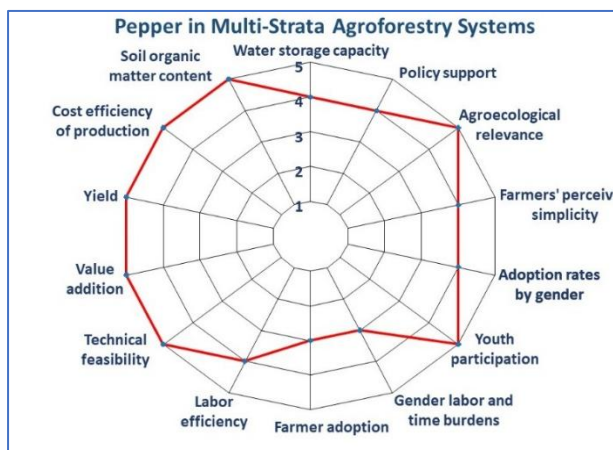 Pepper in Multi-Strata Agroforestry Systems
Water storage capacity
Policy support
Agroecological
relevance
Farmers' perceiv
simplicity
Adoption rates
by gender
Youth
participation
Gender labor and
time burdens
Farmer adoption
Labor
efficiency
Technical
feasibility
Value
addition
Yield
Cost efficiency
of production
Soil organic
matter content
5
4
3
2
1